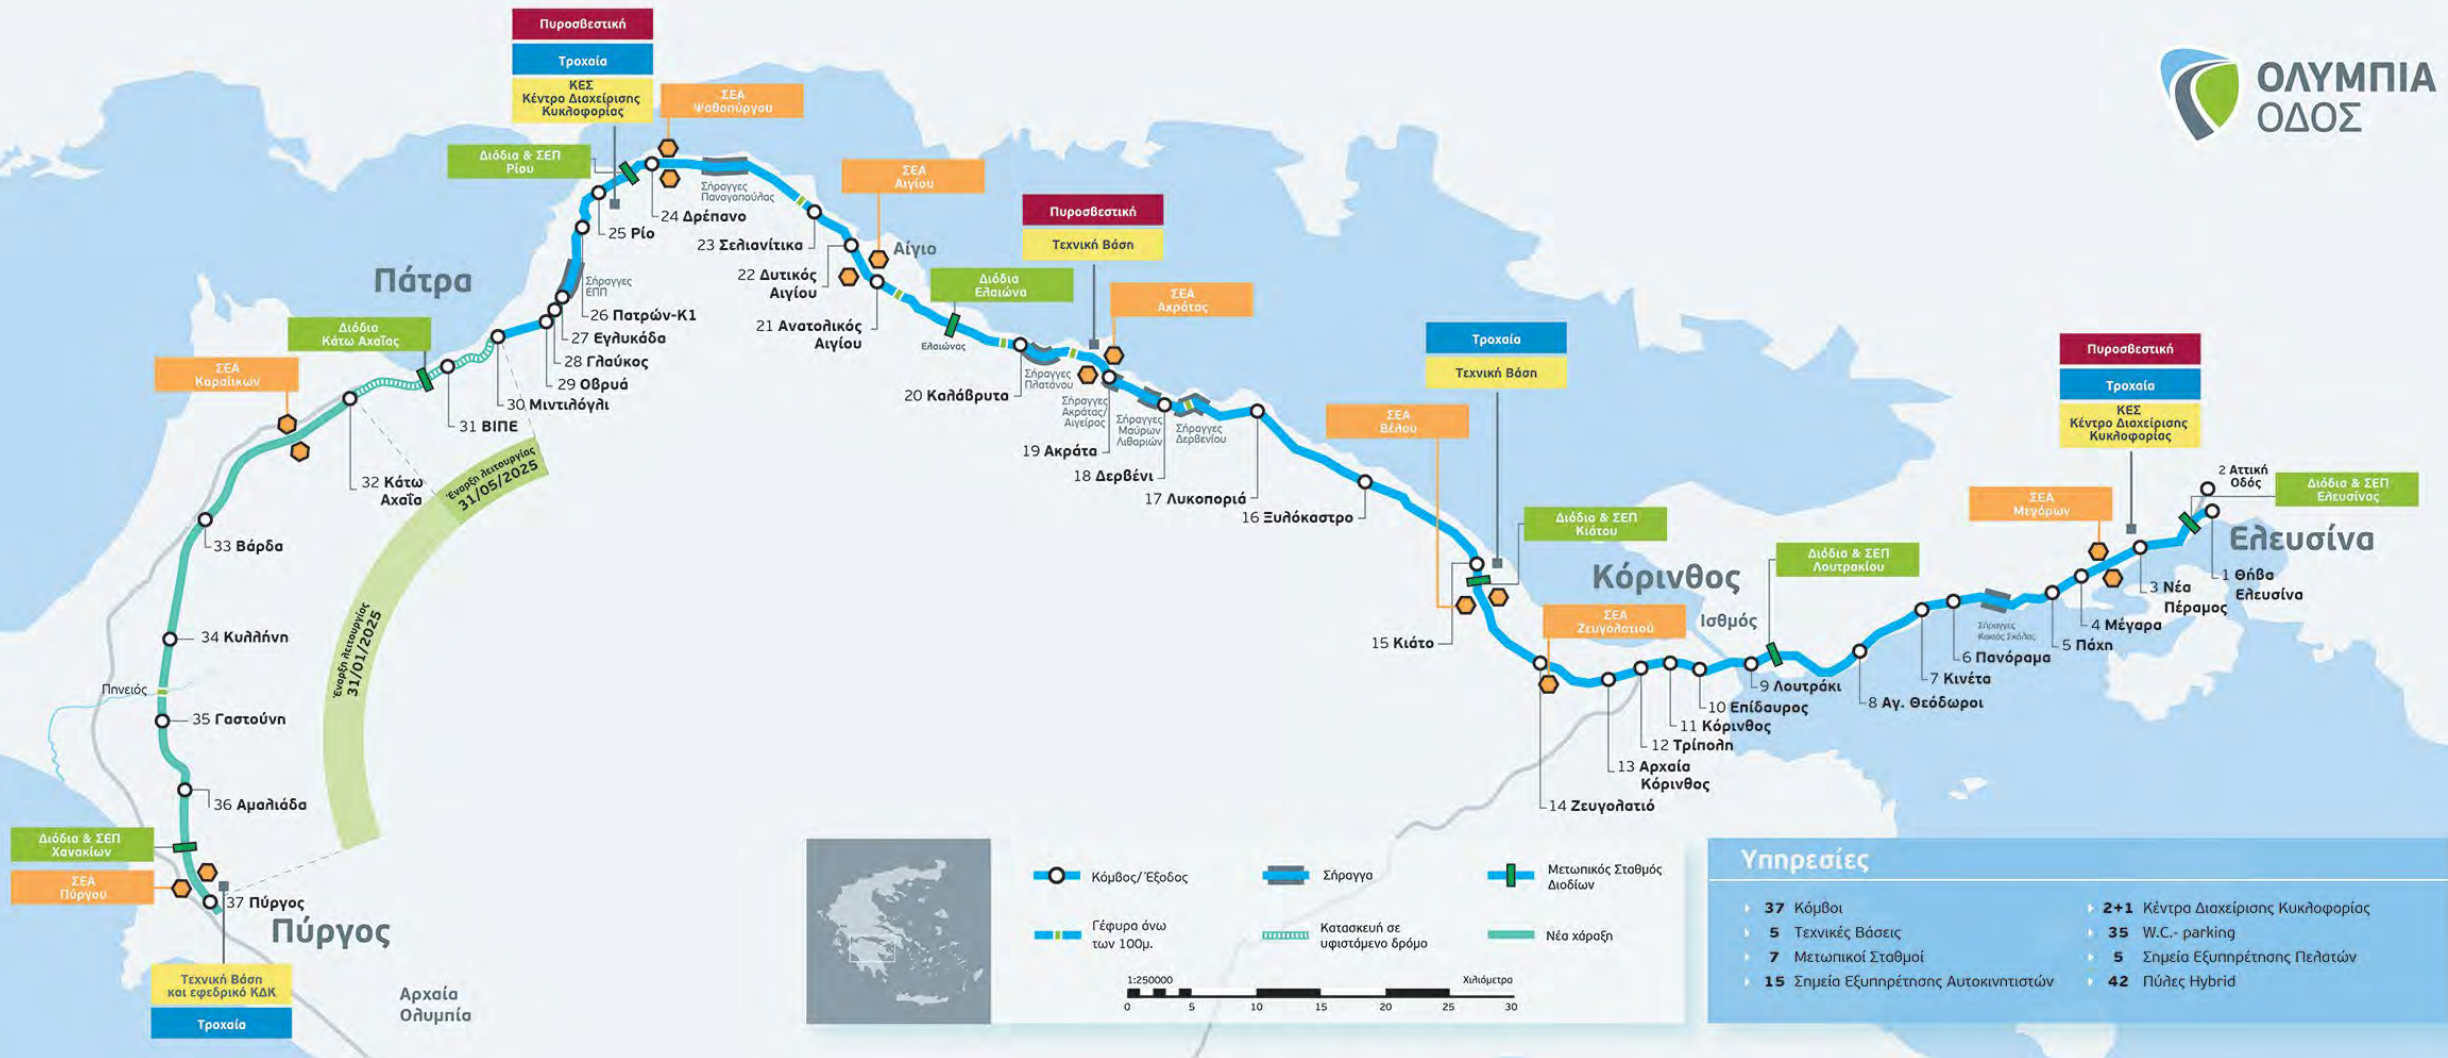 Πυροσβεστική
Τροχαία
ΚΕΣ
Κέντρο Διαχείρισης
Κυκλοφορίας
ΣΕΑ
Ψαθοπύργου
ΟΛΥΜΠΙΑ
ΟΔΟΣ
Διόδια & ΣΕΠ
Ρίου
Σήραγγες
Παναγοπούλας
24 Δρέπανο
25 Ρίο
23 Σελιανίτικα
ΣΕΑ
Αιγίου
Αίγιο
22 Δυτικός
Αιγίου
21 Ανατολικός
Αιγίου
Πυροσβεστική
Τεχνική Βάση
Διόδια
Ελαιώνα
Ελαιώνας
ΣΕΑ
Ακράτας
Πάτρα
Σήραγγες
ΕΠΠ
26 Πατρών-Κ1
27 Εγλυκάδα
28 Γλαύκος
29 Οβρυά
30 Μιντιλόγλι
31 ΒΙΠΕ
Διόδια
Κάτω Αχαΐας
ΣΕΑ
Καραίικων
32 Κάτω
Αχαΐα
Έναρξη λειτουργίας
31/05/2025
Έναρξη λειτουργίας
31/01/2025
20 Καλάβρυτα
Σήραγγες
Πλατάνου
Σήραγγες
Ακράτας/
Αιγείρας
Σήραγγες
Μαύρων
Λιθαριών
Σήραγγες
Δερβενίου
19 Ακράτα
18 Δερβένι
17 Λυκοποριά
16 Ξυλόκαστρο
Τροχαία
Τεχνική Βάση
ΣΕΑ
Βέλου
Διόδια & ΣΕΠ
Κιάτου
15 Κιάτο
ΣΕΑ
Ζευγολατιού
Κόρινθος
Ισθμός
Διόδια & ΣΕΠ
Λουτρακίου
Πυροσβεστική
Τροχαία
ΚΕΣ
Κέντρο Διαχείρισης
Κυκλοφορίας
ΣΕΑ
Μεγάρων
2 Αττική
Οδός
Διόδια & ΣΕΠ
Ελευσίνας
Ελευσίνα
1 Θήβα
Ελευσίνα
3 Νέα
Πέραμος
4 Μέγαρα
5 Πάχη
Σήραγγες
Κακιάς Σκάλας
6 Πανόραμα
7 Κινέτα
8 Αγ. Θεόδωροι
9 Λουτράκι
10 Επίδαυρος
11 Κόρινθος
12 Τρίπολη
13 Αρχαία
Κόρινθος
14 Ζευγολατιό
33 Βάρδα
34 Κυλλήνη
Πηνειός
35 Γαστούνη
36 Αμαλιάδα
Διόδια & ΣΕΠ
Χανακίων
ΣΕΑ
Πύργου
37 Πύργος
Πύργος
Τεχνική Βάση
και εφεδρικό ΚΔΚ
Τροχαία
Αρχαία
Ολυμπία
Κόμβος/Έξοδος
Σήραγγα
Μετωπικός Σταθμός
Διοδίων
Γέφυρα άνω
των 100μ.
Κατασκευή σε
υφιστάμενο δρόμο
Νέα χάραξη
1:250000
Χιλιόμετρα
0 5 10 15 20 25 30
Υπηρεσίες
37 Κόμβοι
5 Τεχνικές Βάσεις
7 Μετωπικοί Σταθμοί
15 Σημεία Εξυπηρέτησης Αυτοκινητιστών
2+1 Κέντρα Διαχείρισης Κυκλοφορίας
35 W.C.- parking
5 Σημεία Εξυπηρέτησης Πελατών
42 Πύλες Hybrid